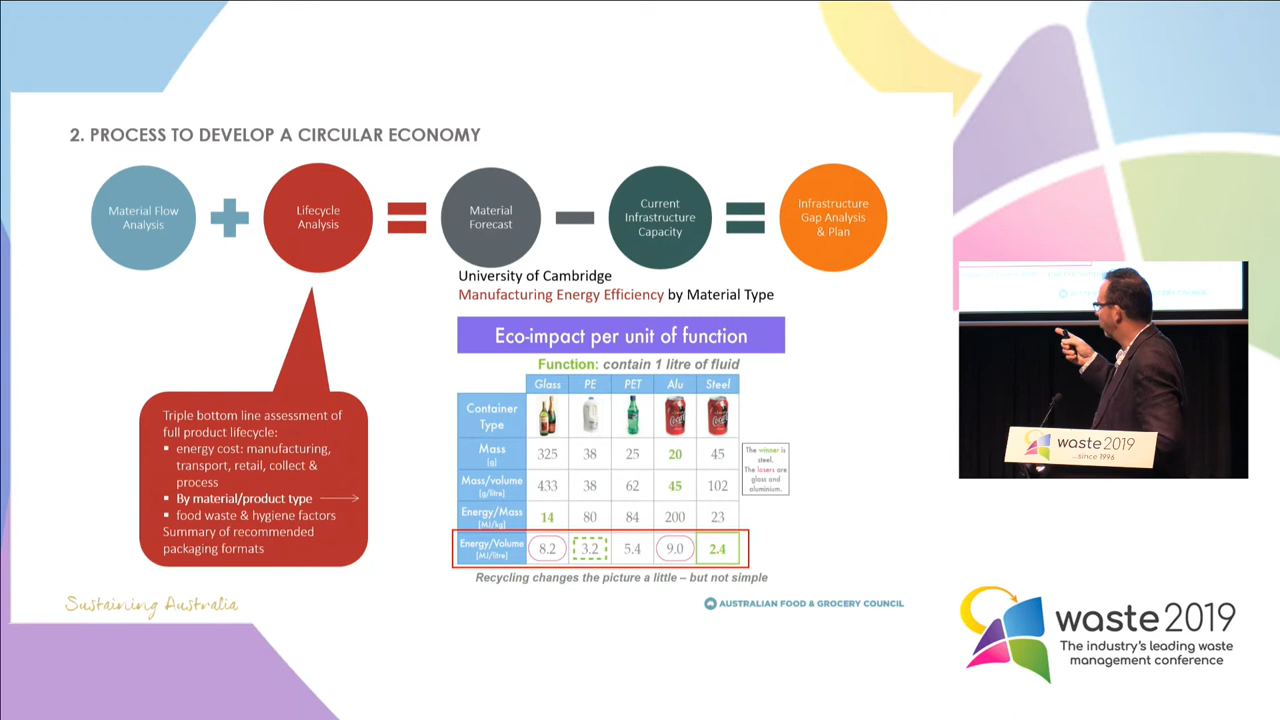 2. PROCESS TO DEVELOP A CIRCULAR ECONOMY
Material Flow
Analysis
Lifecycle
Analysis
Material
Forecast
Current
Infrastructure
Capacity
Infrastructure
Gap Analysis
& Plan
University of Cambridge
Manufacturing Energy Efficiency by Material Type
Eco-impact per unit of function
Function: contain 1 litre of fluid
Glass PE PET Alu Steel
Container
Type
Mass
[g]
325 38 25 20 45
Mass/volume
[g/litre]
433 38 62 45 102
Energy/Mass
[MJ/kg]
14 80 84 200 23
Energy/Volume
[MJ/litre]
8.2 3.2 5.4 9.0 2.4
The winner is
steel.
The losers are
glass and
aluminium.
Recycling changes the picture a little – but not simple
Triple bottom line assessment of
full product lifecycle:
▪ energy cost: manufacturing,
transport, retail, collect &
process
▪ By material/product type
▪ food waste & hygiene factors
Summary of recommended
packaging formats
Sustaining Australia
AUSTRALIAN FOOD & GROCERY COUNCIL
waste 2019
...since 1996
waste 2019
The industry's leading waste
management conference